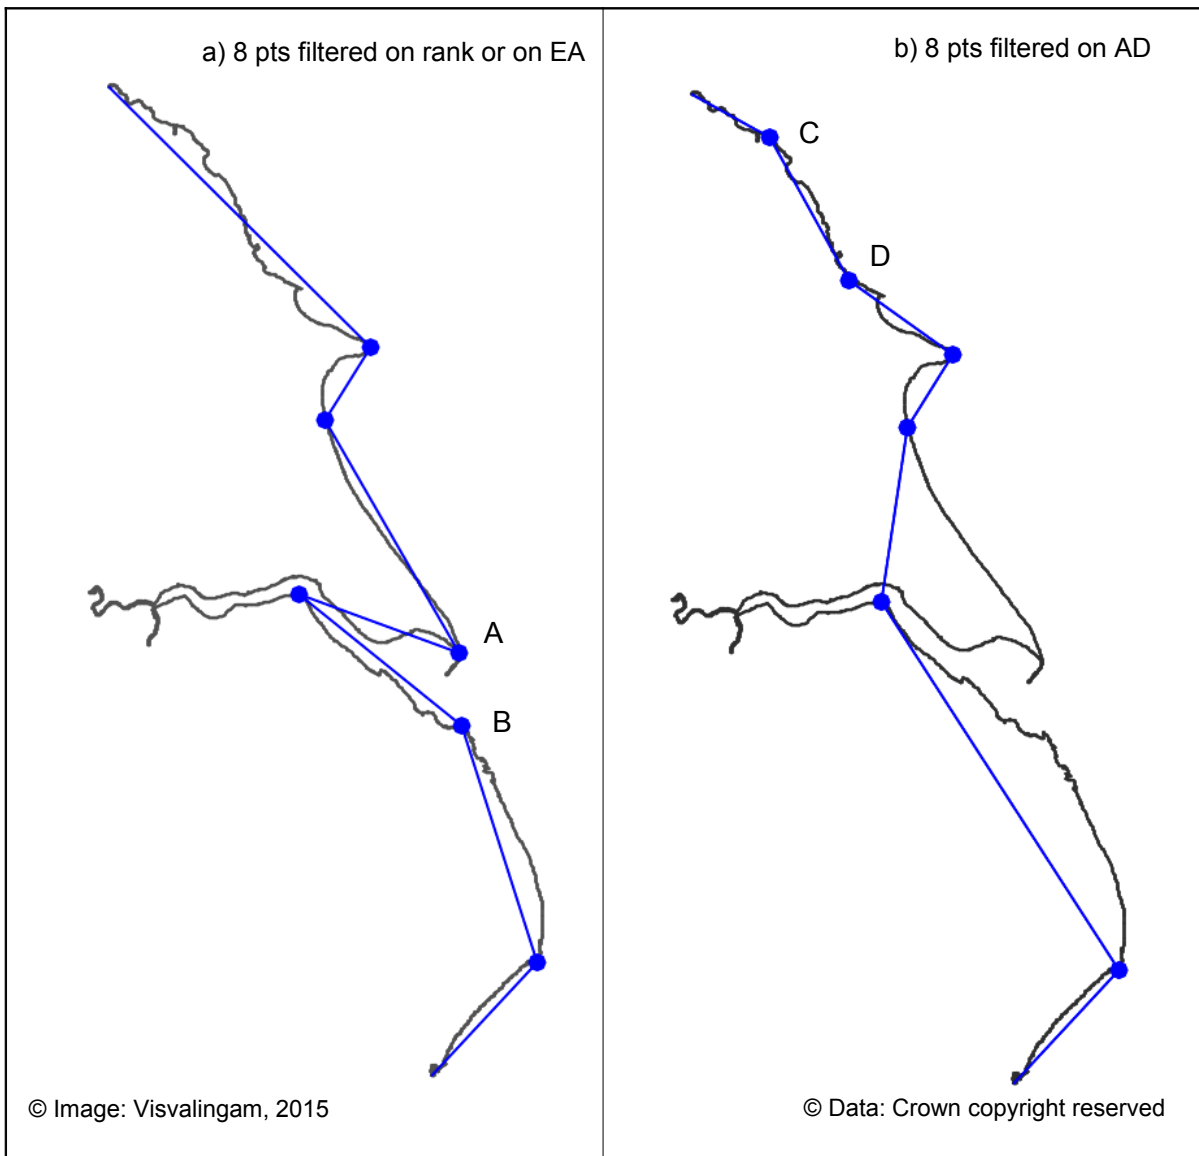 a) 8 pts filtered on rank or on EA
b) 8 pts filtered on AD
C
D
A
B
© Image: Visvalingam, 2015
© Data: Crown copyright reserved